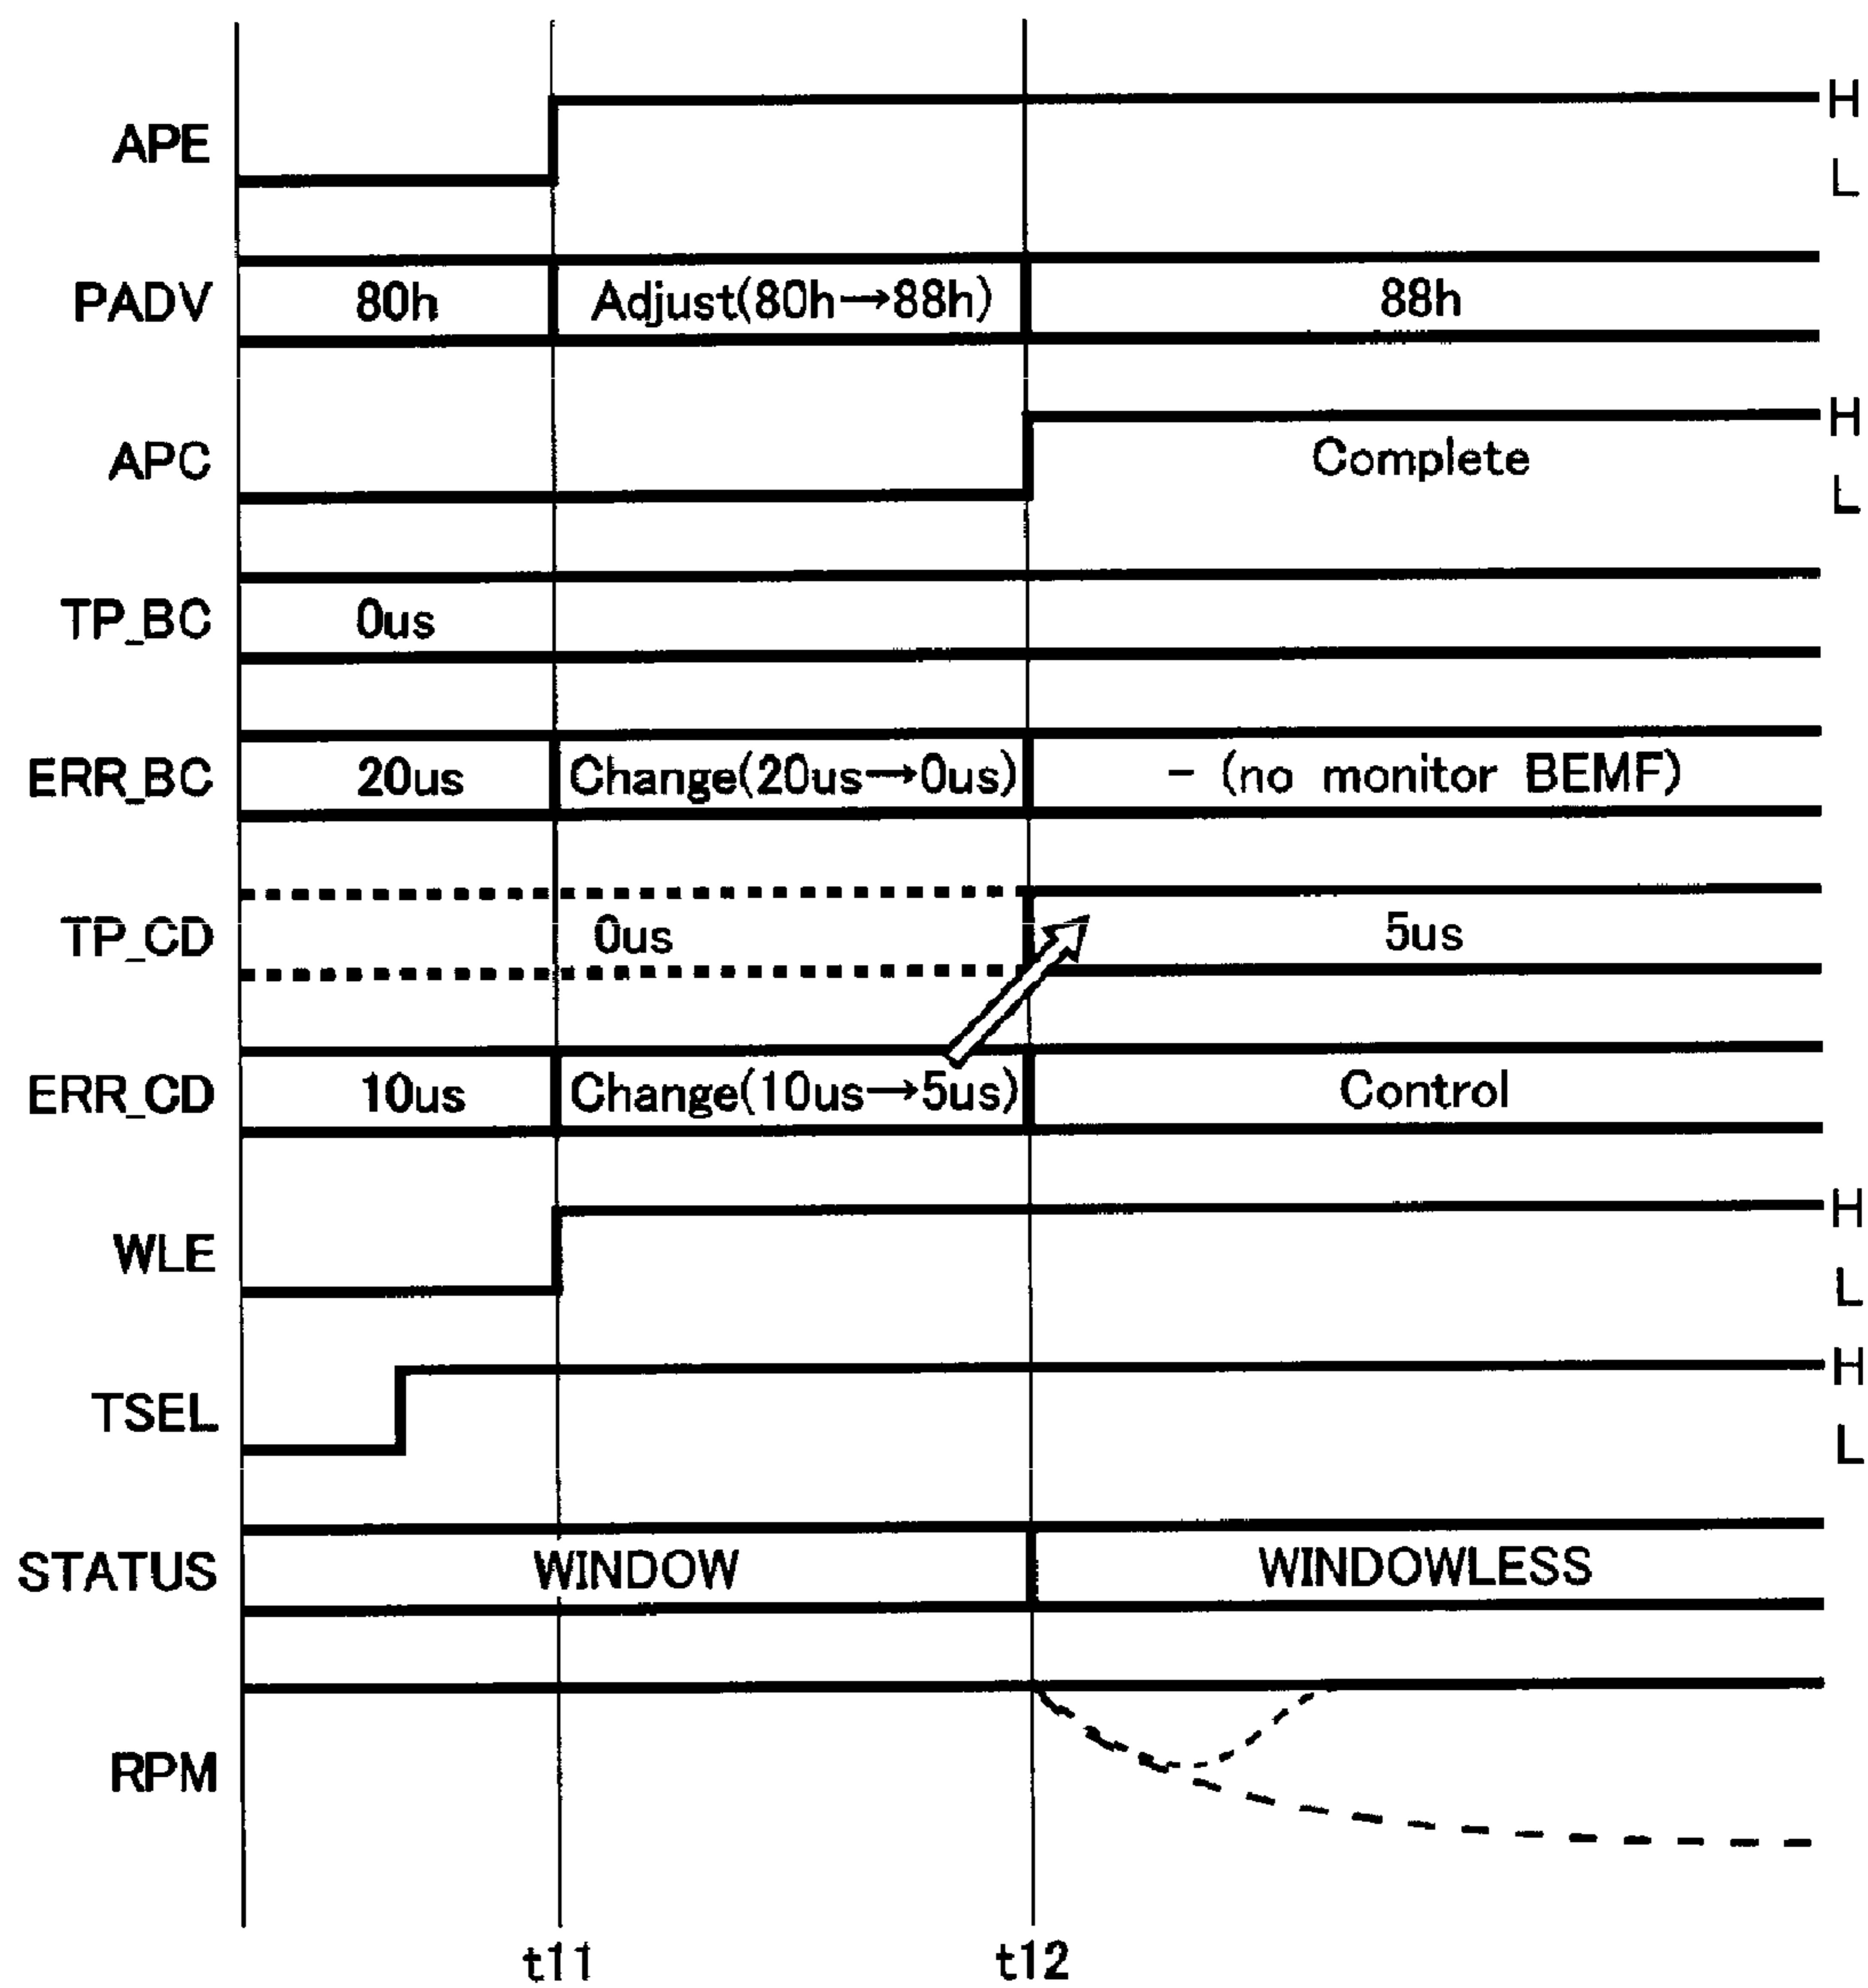 H
APE
L
PADV 80h Adjust(80h→88h) 88h
H
APC Complete
L
TP_BC 0us
ERR_BC 20us Change(20us→0us) - (no monitor BEMF)
TP_CD 0us 5us
ERR_CD 10us Change(10us→5us) Control
H
WLE
L
H
TSEL
L
STATUS WINDOW WINDOWLESS
RPM
t11 t12